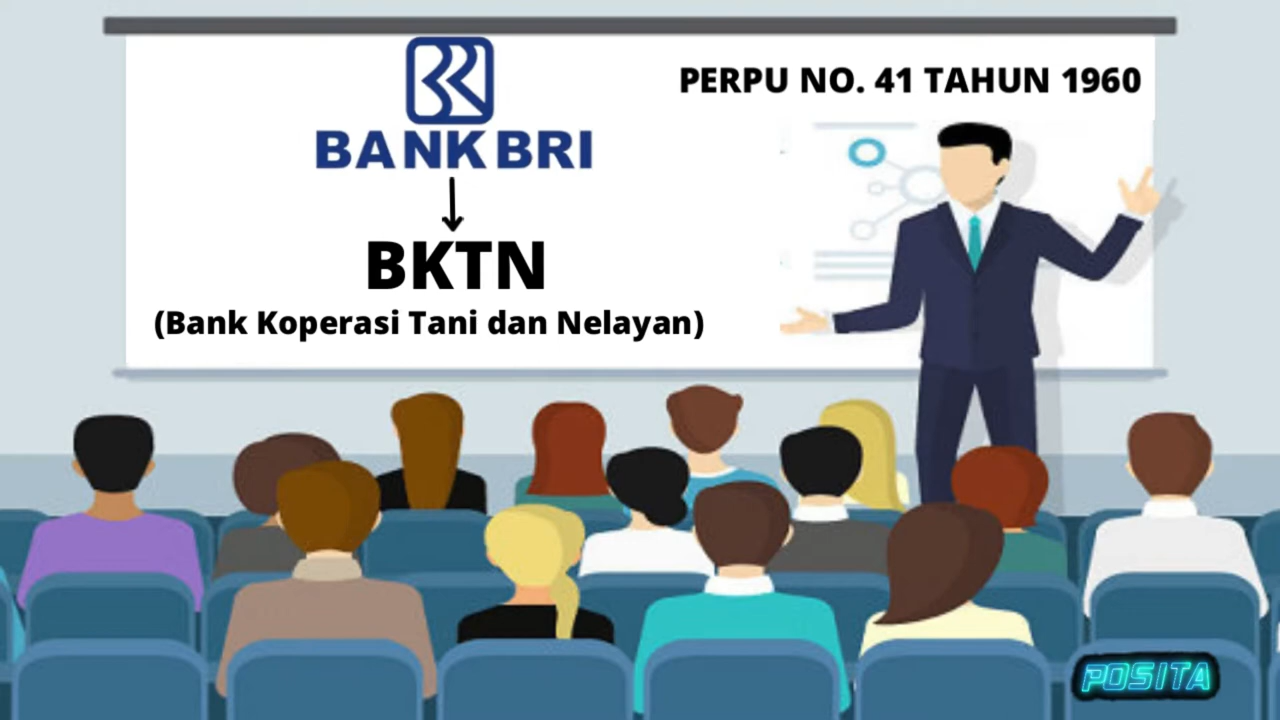 BANK BRI
PERPU NO. 41 TAHUN 1960
BKTN
(Bank Koperasi Tani dan Nelayan)
POSITA